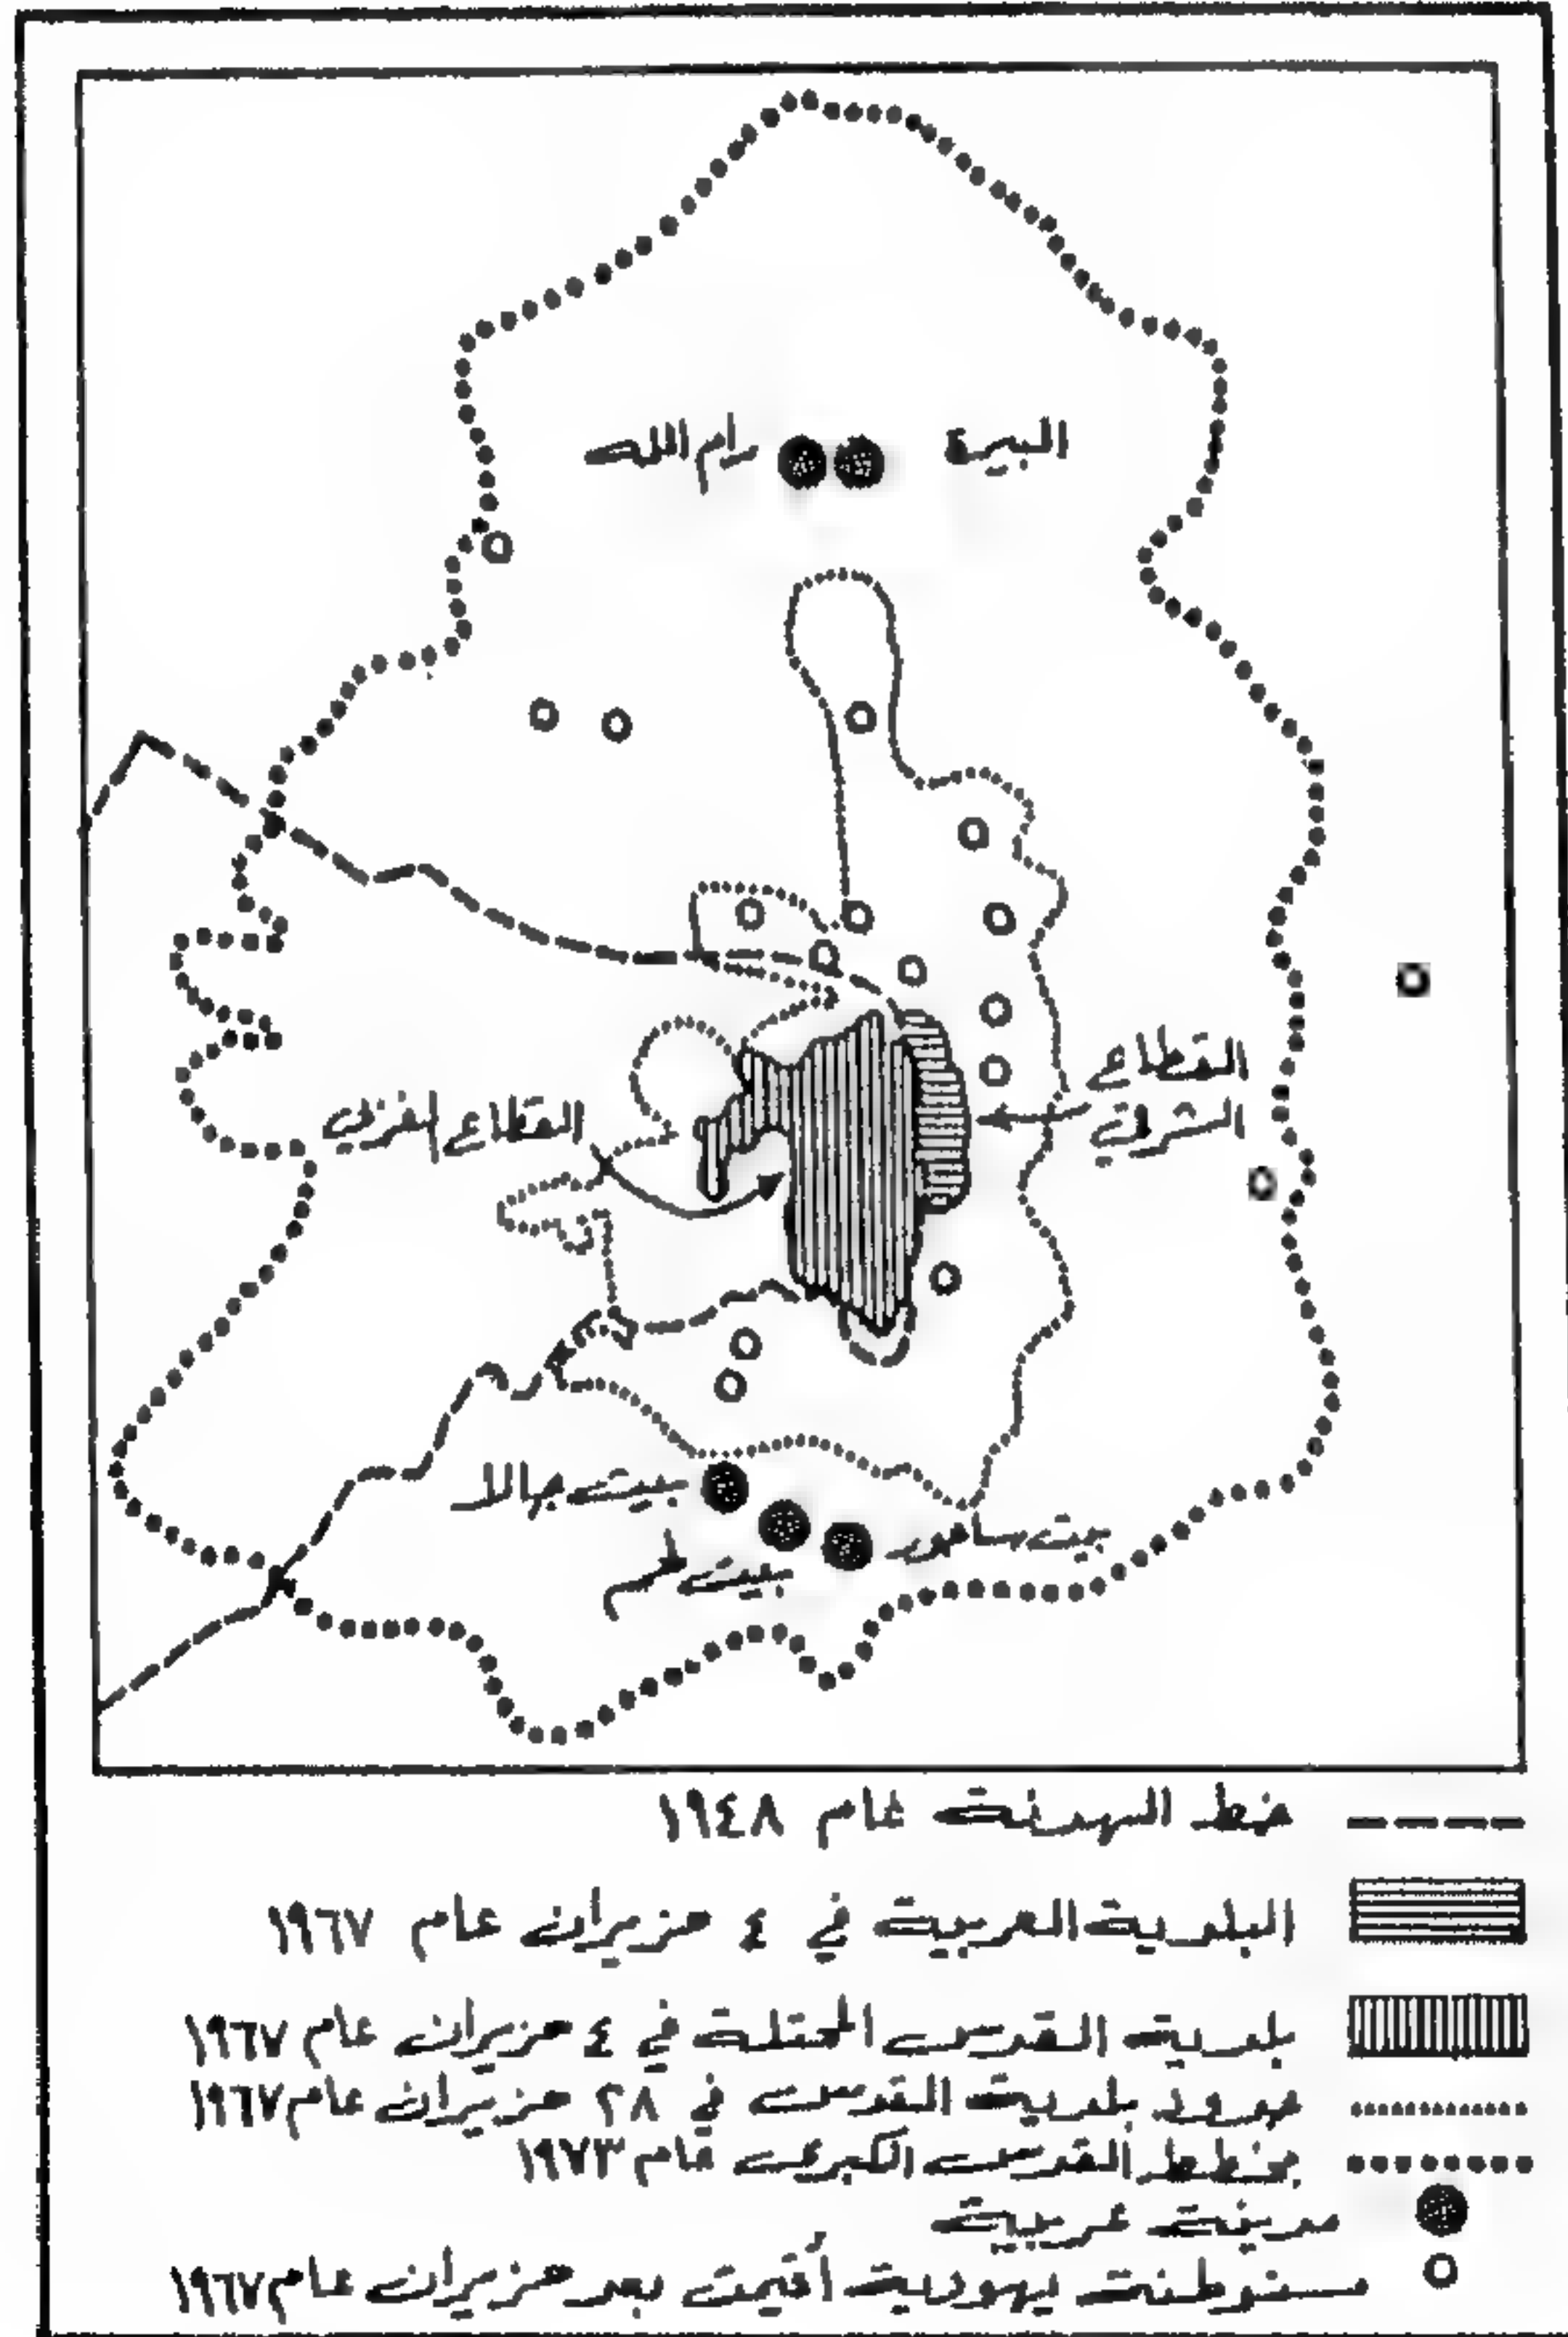 البيرة
رام الله
القطاع
الشرقي
القطاع الغربي
بيت جالا
بيت ساحور
بيت لحم
خط الهدنة عام ١٩٤٨
البلدية العربية في ٤ حزيران عام ١٩٦٧
بلدية القدس المحتلة في ٤ حزيران عام ١٩٦٧
حدود بلدية القدس في ٢٨ حزيران عام ١٩٦٧
مخطط القدس الكبرى عام ١٩٧٣
مدينة عربية
مستوطنة يهودية أقيمت بعد حزيران عام ١٩٦٧